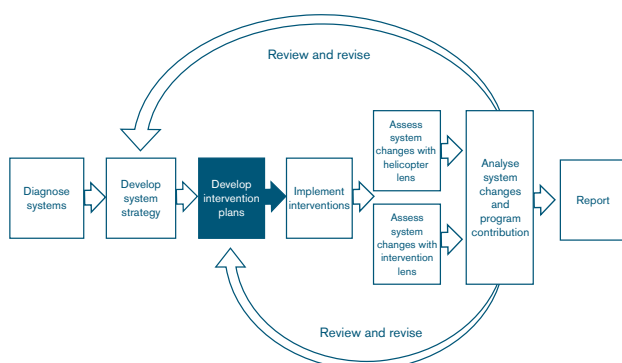 Review and revise
Diagnose
systems
Develop
system
strategy
Develop
intervention
plans
Implement
interventions
Assess
system
changes with
helicopter
lens
Assess
system
changes with
intervention
lens
Analyse
system
changes
and
program
contribution
Report
Review and revise